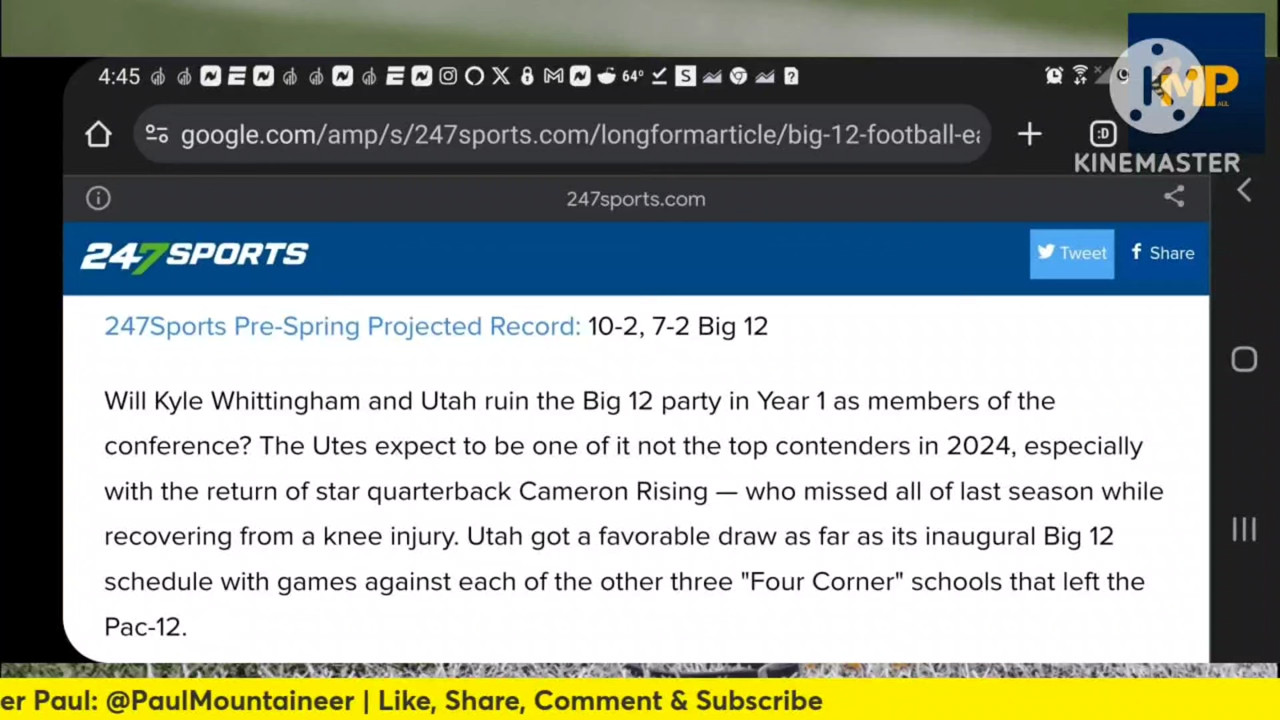 4:45
64°
google.com/amp/s/247sports.com/longformarticle/big-12-football-ea
:D
KMP
AUL
KINEMASTER
247sports.com
247SPORTS
Tweet
Share
247Sports Pre-Spring Projected Record: 10-2, 7-2 Big 12
Will Kyle Whittingham and Utah ruin the Big 12 party in Year 1 as members of the
conference? The Utes expect to be one of it not the top contenders in 2024, especially
with the return of star quarterback Cameron Rising — who missed all of last season while
recovering from a knee injury. Utah got a favorable draw as far as its inaugural Big 12
schedule with games against each of the other three "Four Corner" schools that left the
Pac-12.
er Paul: @PaulMountaineer | Like, Share, Comment & Subscribe